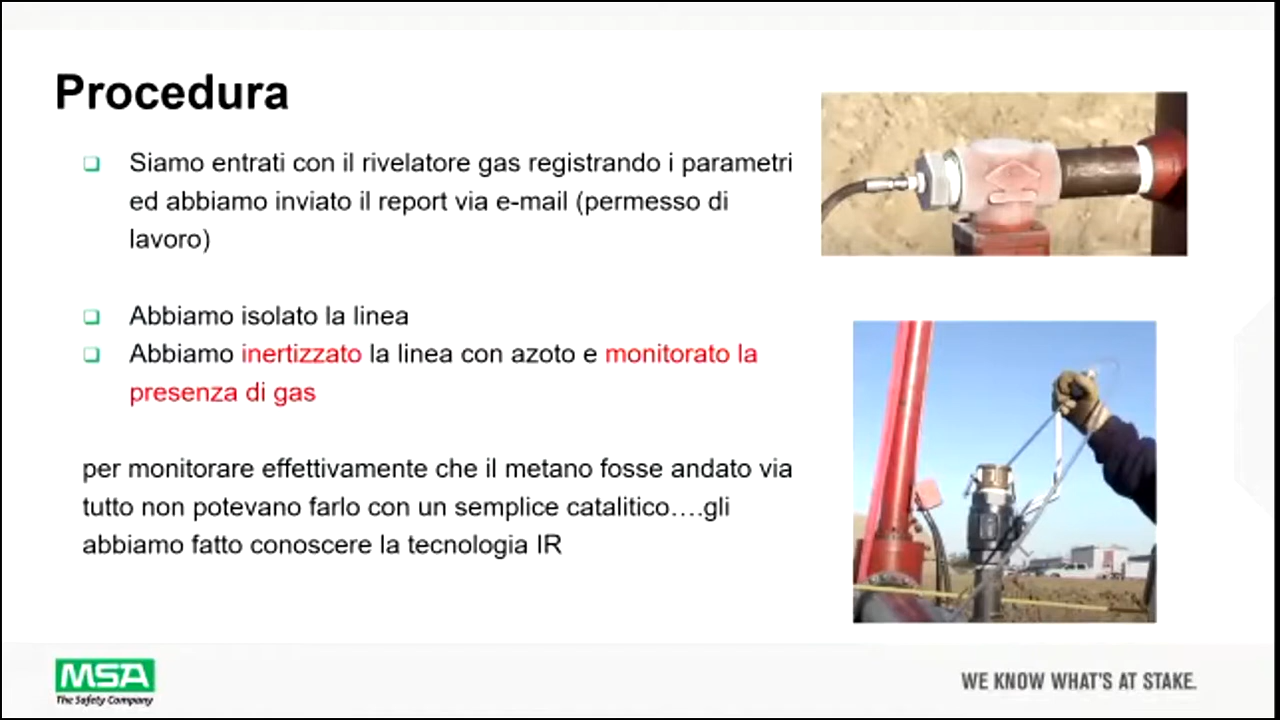 Procedura
Siamo entrati con il rivelatore gas registrando i parametri
ed abbiamo inviato il report via e-mail (permesso di
lavoro)
Abbiamo isolato la linea
Abbiamo inertizzato la linea con azoto e monitorato la
presenza di gas
per monitorare effettivamente che il metano fosse andato via
tutto non potevano farlo con un semplice catalitico….gli
abbiamo fatto conoscere la tecnologia IR
MSA
The Safety Company
WE KNOW WHAT'S AT STAKE.